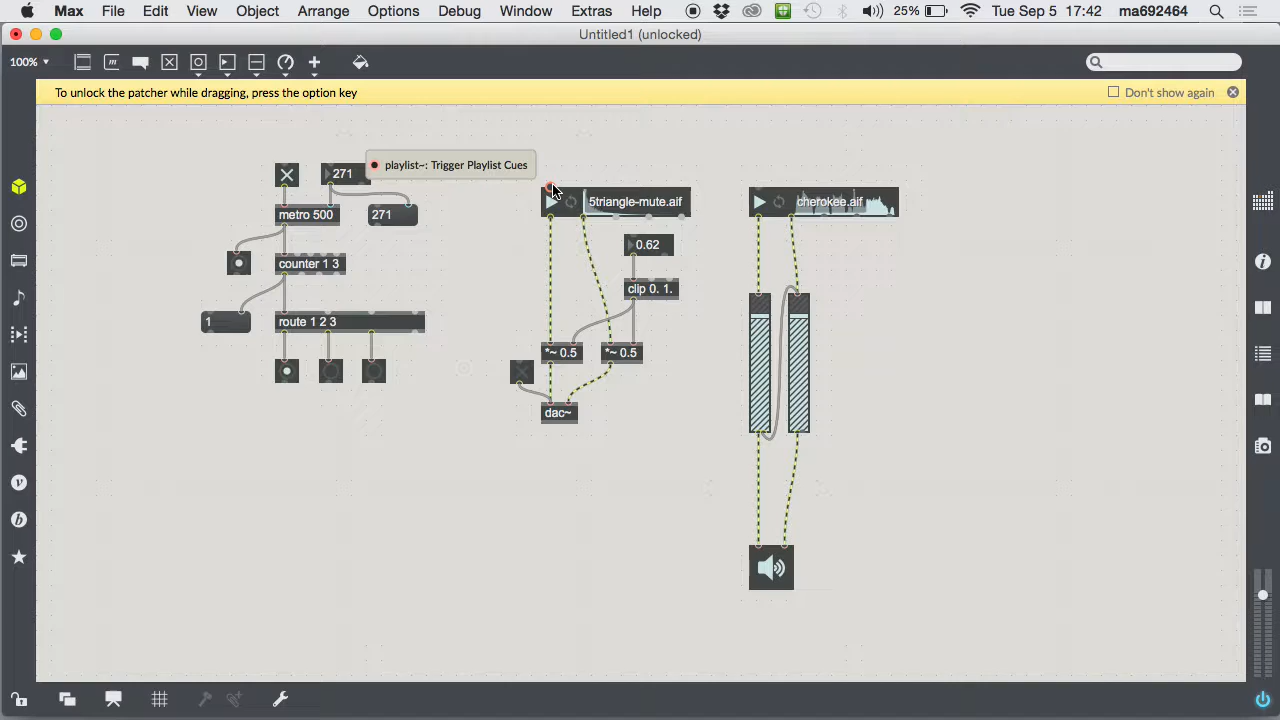 Max File Edit View Object Arrange Options Debug Window Extras Help 25% Tue Sep 5 17:42 ma692464
Untitled1 (unlocked)
100%
To unlock the patcher while dragging, press the option key Don't show again
271 playlist~: Trigger Playlist Cues
5triangle-mute.aif cherokee.aif
metro 500 271
0.62
counter 1 3
clip 0. 1.
1 route 1 2 3
*~ 0.5 *~ 0.5
dac~